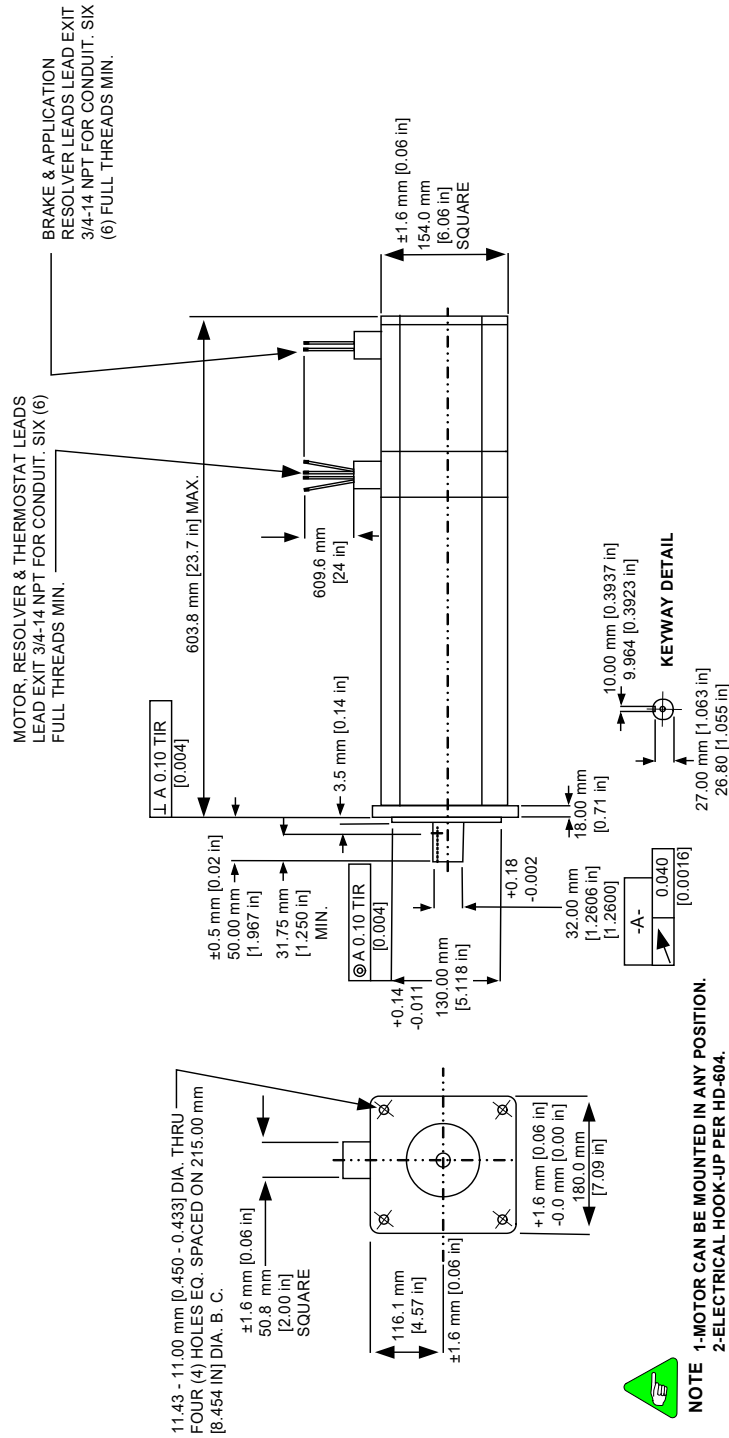 MOTOR, RESOLVER & THERMOSTAT LEADS
LEAD EXIT 3/4-14 NPT FOR CONDUIT. SIX (6)
FULL THREADS MIN.
BRAKE & APPLICATION
RESOLVER LEADS LEAD EXIT
3/4-14 NPT FOR CONDUIT. SIX
(6) FULL THREADS MIN.
11.43 - 11.00 mm [0.450 - 0.433] DIA. THRU
FOUR (4) HOLES EQ. SPACED ON 215.00 mm
[8.454 IN] DIA. B. C.
±1.6 mm [0.06 in]
50.8 mm
[2.00 in]
SQUARE
116.1 mm
[4.57 in]
±1.6 mm [0.06 in]
+1.6 mm [0.06 in]
-0.0 mm [0.00 in]
180.0 mm
[7.09 in]
⊥ A 0.10 TIR
[0.004]
603.8 mm [23.7 in] MAX.
±0.5 mm [0.02 in]
50.00 mm
[1.967 in]
31.75 mm
[1.250 in]
MIN.
3.5 mm [0.14 in]
◎ A 0.10 TIR
[0.004]
+0.14
-0.011
130.00 mm
[5.118 in]
609.6 mm
[24 in]
±1.6 mm [0.06 in]
154.0 mm
[6.06 in]
SQUARE
18.00 mm
[0.71 in]
+0.18
-0.002
32.00 mm
[1.2606 in]
[1.2600]
-A-
0.040
[0.0016]
10.00 mm [0.3937 in]
9.964 [0.3923 in]
KEYWAY DETAIL
27.00 mm [1.063 in]
26.80 [1.055 in]
NOTE 1-MOTOR CAN BE MOUNTED IN ANY POSITION.
2-ELECTRICAL HOOK-UP PER HD-604.